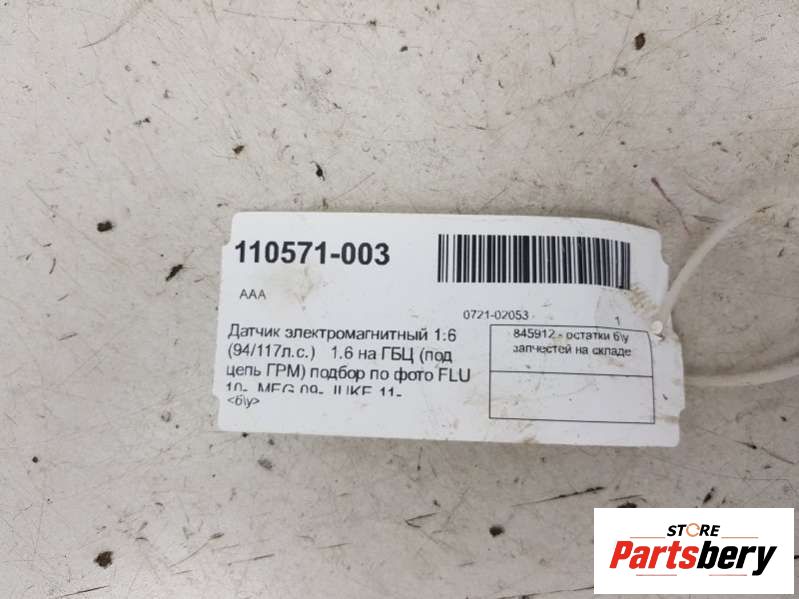 110571-003
AAA
0721-02053 1
Датчик электромагнитный 1.6
(94/117л.с.) 1.6 на ГБЦ (под
цепь ГРМ) подбор по фото FLU
10-, MEG 09-, JUKE 11-
<б\у>
845912 - остатки б\у
запчастей на складе
STORE
Partsbery